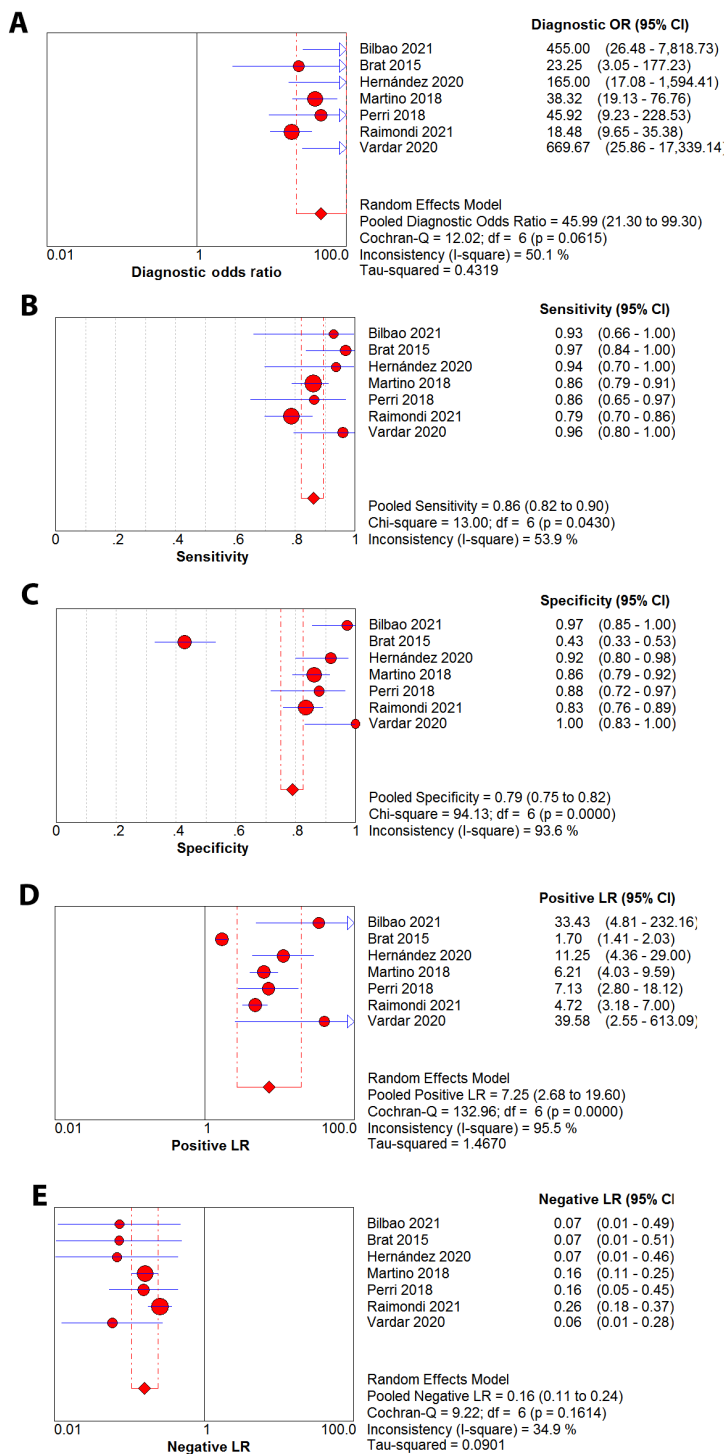 A
Diagnostic OR (95% CI)
Bilbao 2021 455.00 (26.48 - 7,818.73)
Brat 2015 23.25 (3.05 - 177.23)
Hernández 2020 165.00 (17.08 - 1,594.41)
Martino 2018 38.32 (19.13 - 76.76)
Perri 2018 45.92 (9.23 - 228.53)
Raimondi 2021 18.48 (9.65 - 35.38)
Vardar 2020 669.67 (25.86 - 17,339.14)
Random Effects Model
Pooled Diagnostic Odds Ratio = 45.99 (21.30 to 99.30)
Cochran-Q = 12.02; df = 6 (p = 0.0615)
Inconsistency (I-square) = 50.1 %
Tau-squared = 0.4319
0.01 1 100.0
Diagnostic odds ratio
B
Sensitivity (95% CI)
Bilbao 2021 0.93 (0.66 - 1.00)
Brat 2015 0.97 (0.84 - 1.00)
Hernández 2020 0.94 (0.70 - 1.00)
Martino 2018 0.86 (0.79 - 0.91)
Perri 2018 0.86 (0.65 - 0.97)
Raimondi 2021 0.79 (0.70 - 0.86)
Vardar 2020 0.96 (0.80 - 1.00)
Pooled Sensitivity = 0.86 (0.82 to 0.90)
Chi-square = 13.00; df = 6 (p = 0.0430)
Inconsistency (I-square) = 53.9 %
0 .2 .4 .6 .8 1
Sensitivity
C
Specificity (95% CI)
Bilbao 2021 0.97 (0.85 - 1.00)
Brat 2015 0.43 (0.33 - 0.53)
Hernández 2020 0.92 (0.80 - 0.98)
Martino 2018 0.86 (0.79 - 0.92)
Perri 2018 0.88 (0.72 - 0.97)
Raimondi 2021 0.83 (0.76 - 0.89)
Vardar 2020 1.00 (0.83 - 1.00)
Pooled Specificity = 0.79 (0.75 to 0.82)
Chi-square = 94.13; df = 6 (p = 0.0000)
Inconsistency (I-square) = 93.6 %
0 .2 .4 .6 .8 1
Specificity
D
Positive LR (95% CI)
Bilbao 2021 33.43 (4.81 - 232.16)
Brat 2015 1.70 (1.41 - 2.03)
Hernández 2020 11.25 (4.36 - 29.00)
Martino 2018 6.21 (4.03 - 9.59)
Perri 2018 7.13 (2.80 - 18.12)
Raimondi 2021 4.72 (3.18 - 7.00)
Vardar 2020 39.58 (2.55 - 613.09)
Random Effects Model
Pooled Positive LR = 7.25 (2.68 to 19.60)
Cochran-Q = 132.96; df = 6 (p = 0.0000)
Inconsistency (I-square) = 95.5 %
Tau-squared = 1.4670
0.01 1 100.0
Positive LR
E
Negative LR (95% CI
Bilbao 2021 0.07 (0.01 - 0.49)
Brat 2015 0.07 (0.01 - 0.51)
Hernández 2020 0.07 (0.01 - 0.46)
Martino 2018 0.16 (0.11 - 0.25)
Perri 2018 0.16 (0.05 - 0.45)
Raimondi 2021 0.26 (0.18 - 0.37)
Vardar 2020 0.06 (0.01 - 0.28)
Random Effects Model
Pooled Negative LR = 0.16 (0.11 to 0.24)
Cochran-Q = 9.22; df = 6 (p = 0.1614)
Inconsistency (I-square) = 34.9 %
Tau-squared = 0.0901
0.01 1 100.0
Negative LR